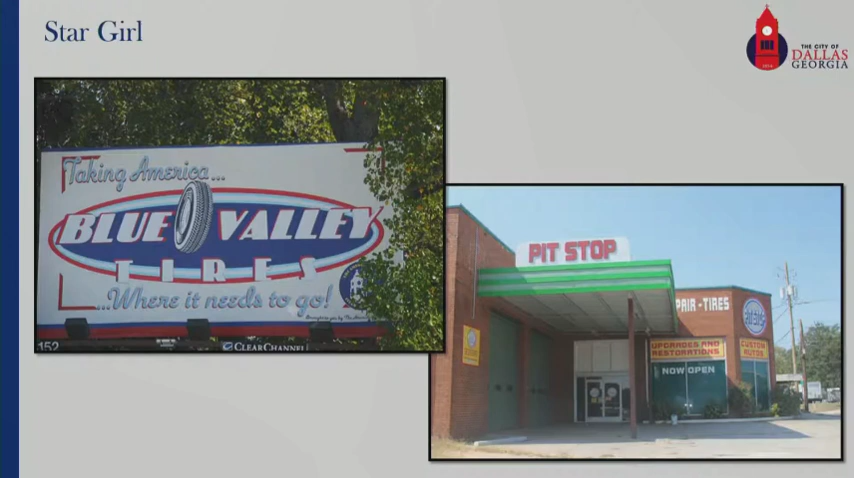 Star Girl
THE CITY OF
DALLAS
GEORGIA
1854
Taking America...
BLUE VALLEY
TIRES
...Where it needs to go!
152
CLEARCHANNEL
PIT STOP
PAIR-TIRES
UPGRADES AND
RESTORATIONS
CUSTOM
AUTOS
NOW OPEN